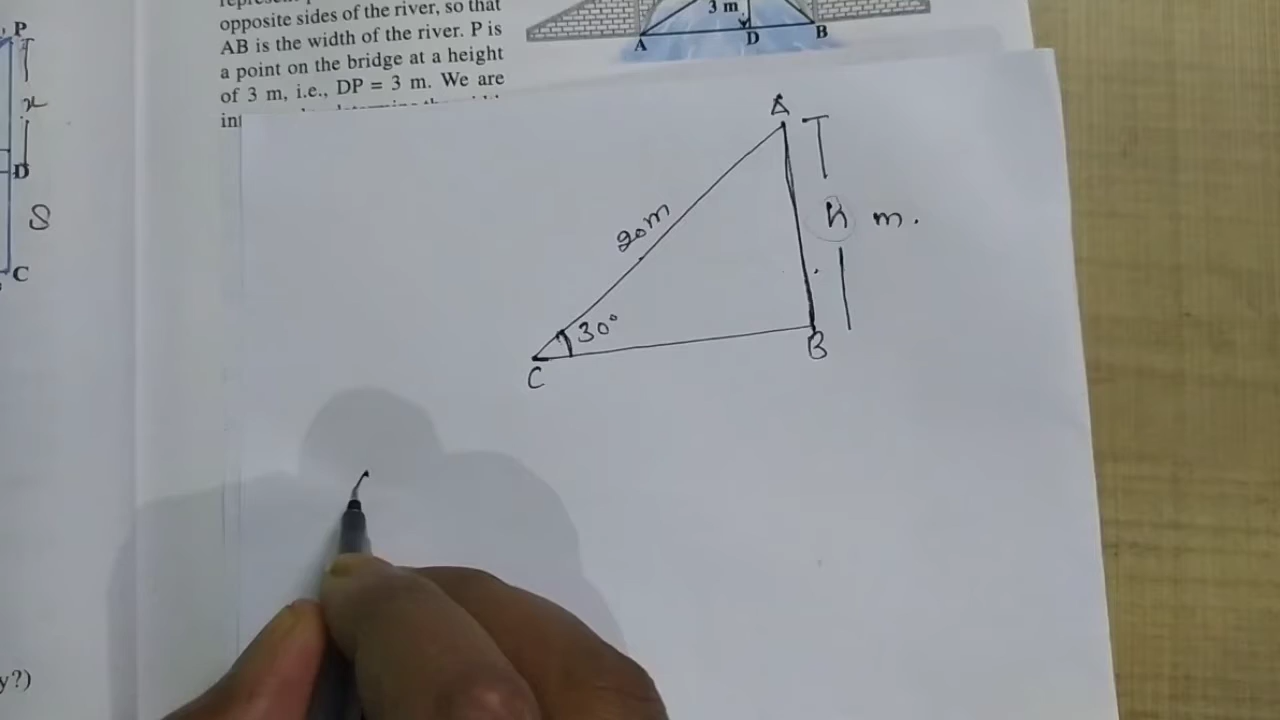 opposite sides of the river, so that
AB is the width of the river. P is
a point on the bridge at a height
of 3 m, i.e., DP = 3 m. We are
3 m
A
D
B
P
x
D
8
C
A
20m
h m.
30°
C
B
y?)